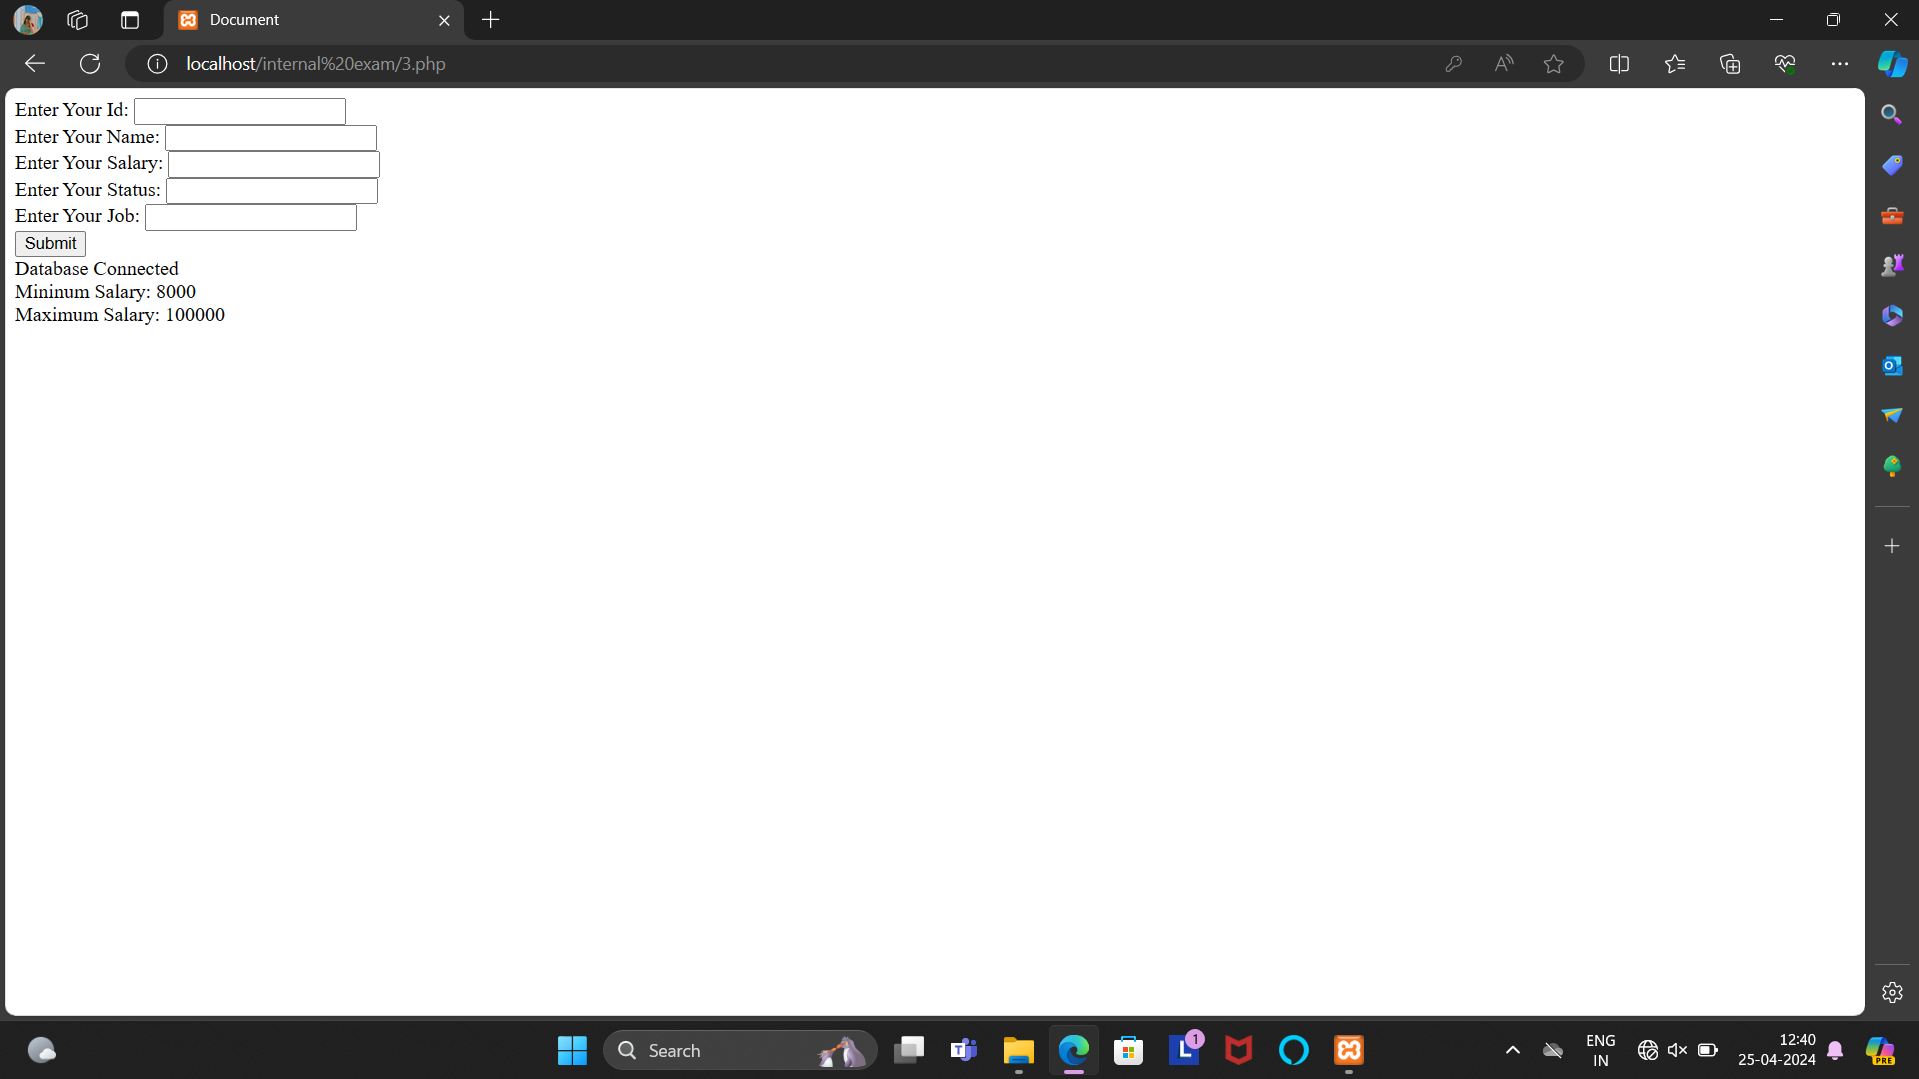 Document
localhost/internal%20exam/3.php
Enter Your Id:
Enter Your Name:
Enter Your Salary:
Enter Your Status:
Enter Your Job:
Submit
Database Connected
Mininum Salary: 8000
Maximum Salary: 100000
Search
1
ENG
IN
12:40
25-04-2024
PRE